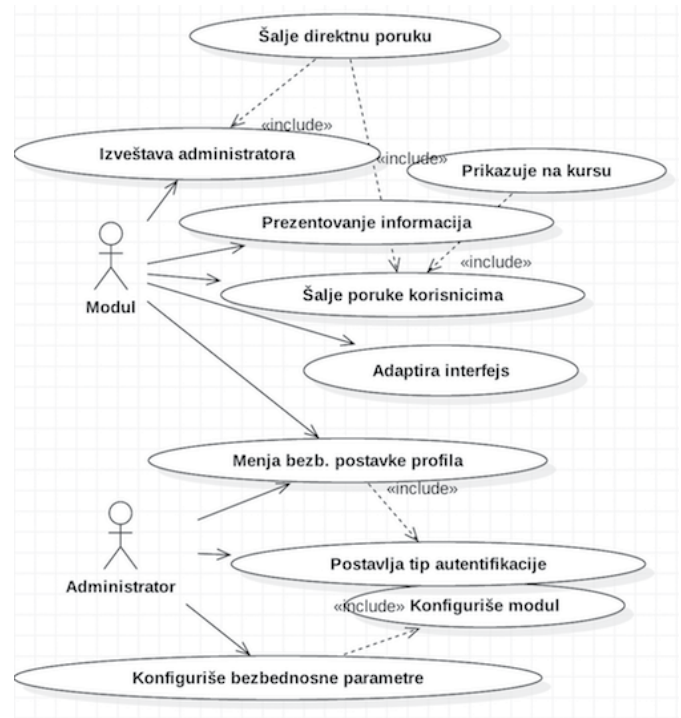 Šalje direktnu poruku
«include»
Izveštava administratora
«include»
Prikazuje na kursu
Prezentovanje informacija
«include»
Šalje poruke korisnicima
Modul
Adaptira interfejs
Menja bezb. postavke profila
«include»
Postavlja tip autentifikacije
Administrator
«include» Konfiguriše modul
Konfiguriše bezbednosne parametre